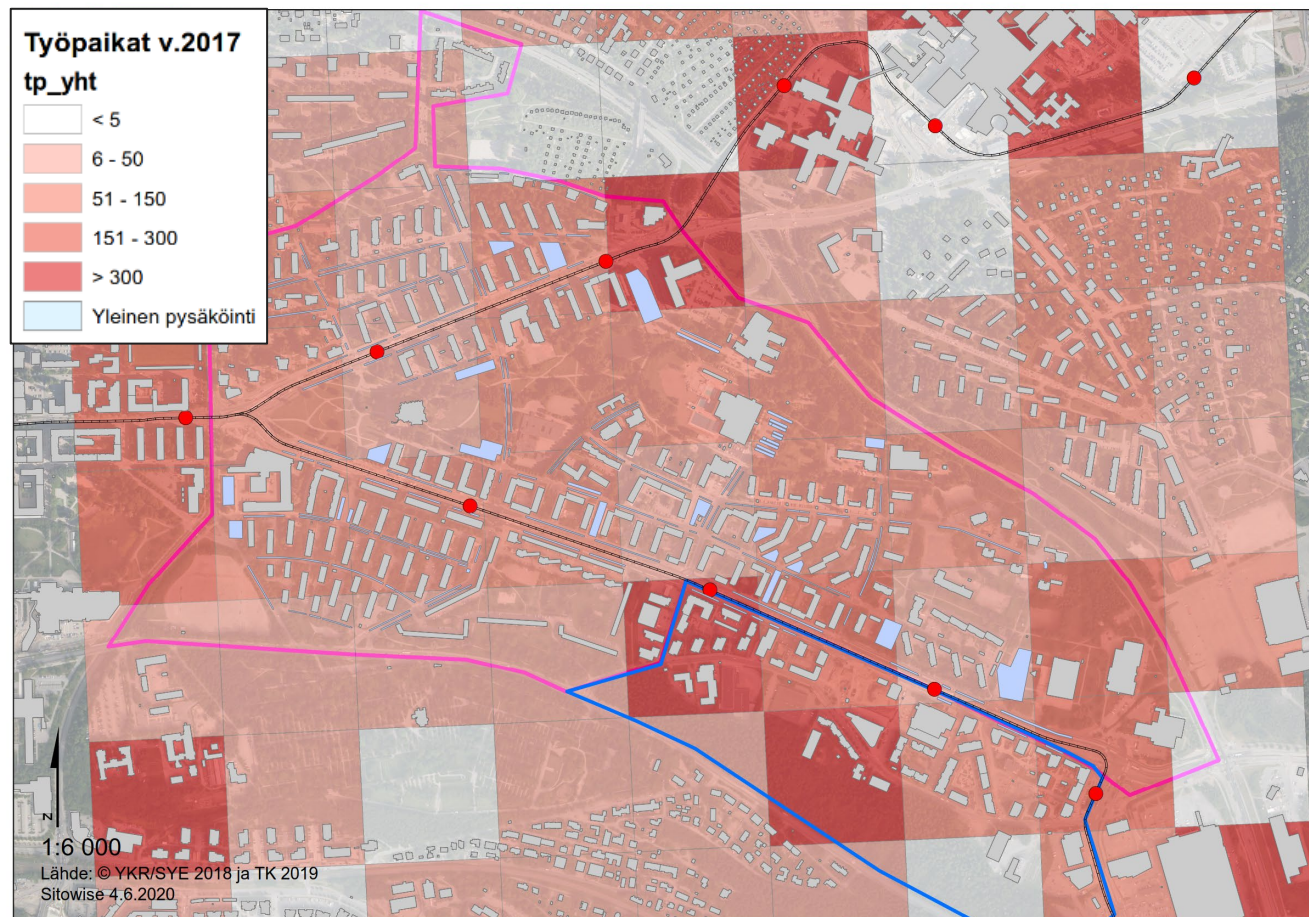 Työpaikat v.2017
tp_yht
< 5
6 - 50
51 - 150
151 - 300
> 300
Yleinen pysäköinti
z
1:6 000
Lähde: © YKR/SYE 2018 ja TK 2019
Sitowise 4.6.2020